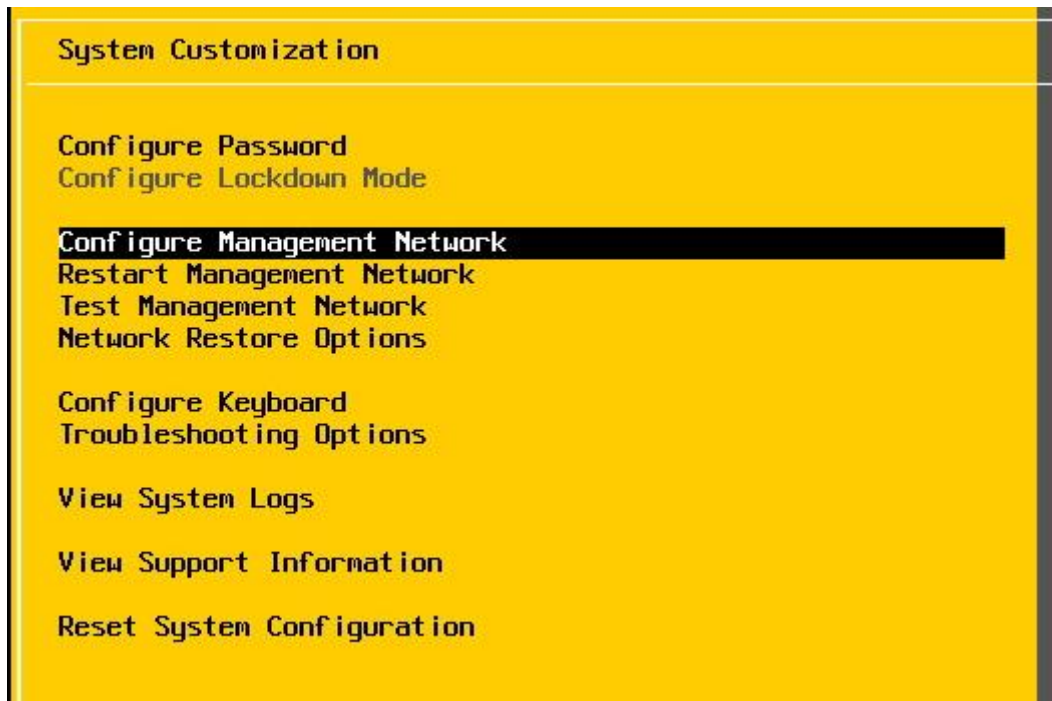 System Customization
Configure Password
Configure Lockdown Mode
Configure Management Network
Restart Management Network
Test Management Network
Network Restore Options
Configure Keyboard
Troubleshooting Options
View System Logs
View Support Information
Reset System Configuration